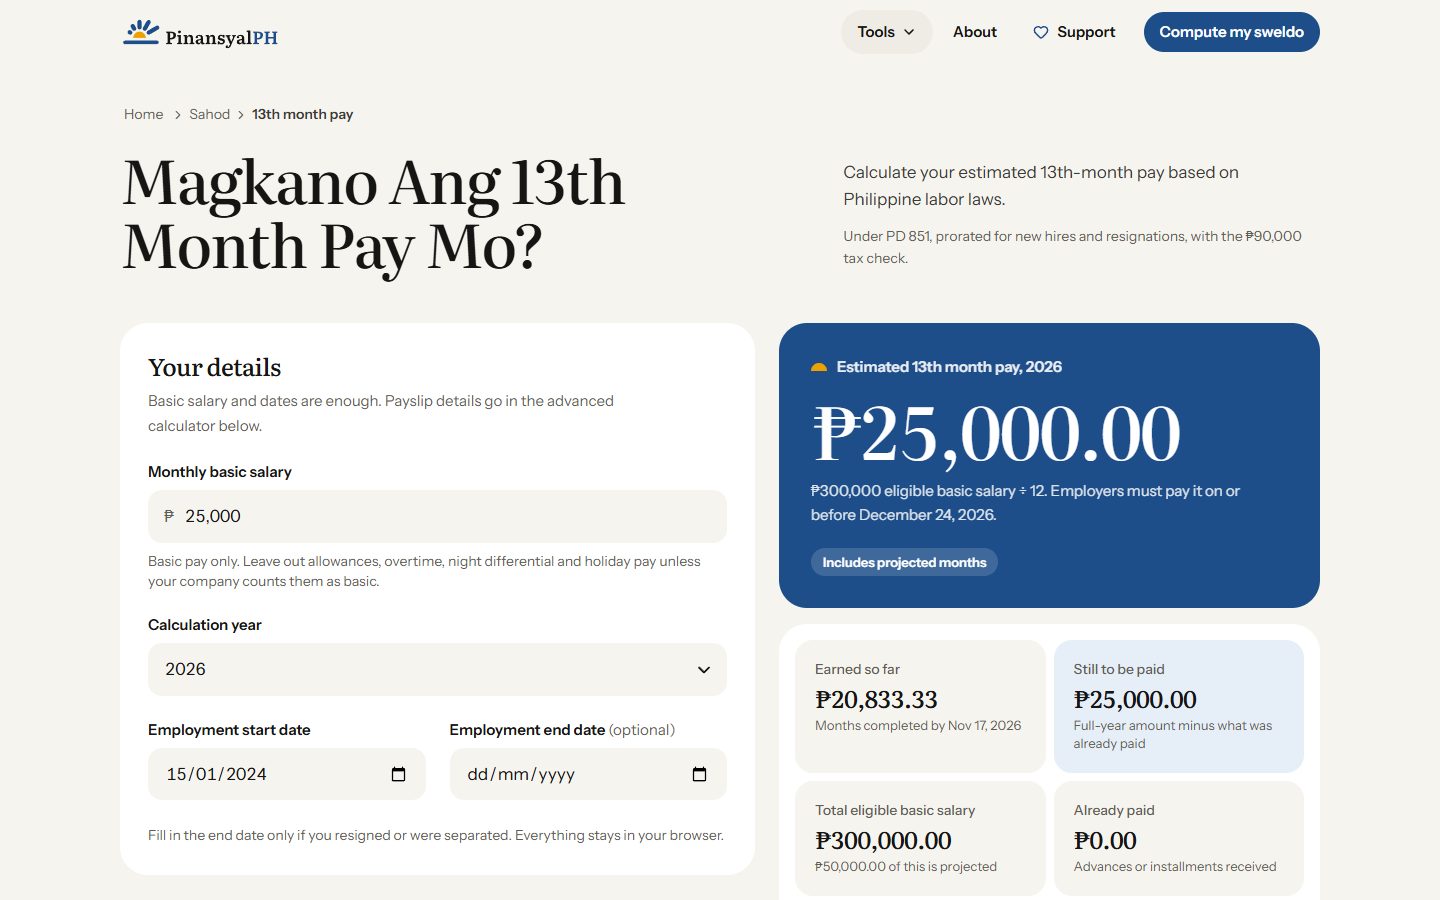 PinansyalPH
Tools
About
Support
Compute my sweldo
Home > Sahod > 13th month pay
Magkano Ang 13th
Month Pay Mo?
Calculate your estimated 13th-month pay based on
Philippine labor laws.
Under PD 851, prorated for new hires and resignations, with the ₱90,000
tax check.
Your details
Basic salary and dates are enough. Payslip details go in the advanced
calculator below.
Monthly basic salary
₱ 25,000
Basic pay only. Leave out allowances, overtime, night differential and holiday pay unless
your company counts them as basic.
Calculation year
2026
Employment start date
15/01/2024
Employment end date (optional)
dd/mm/yyyy
Fill in the end date only if you resigned or were separated. Everything stays in your browser.
Estimated 13th month pay, 2026
₱25,000.00
₱300,000 eligible basic salary ÷ 12. Employers must pay it on or
before December 24, 2026.
Includes projected months
Earned so far
₱20,833.33
Months completed by Nov 17, 2026
Still to be paid
₱25,000.00
Full-year amount minus what was
already paid
Total eligible basic salary
₱300,000.00
₱50,000.00 of this is projected
Already paid
₱0.00
Advances or installments received